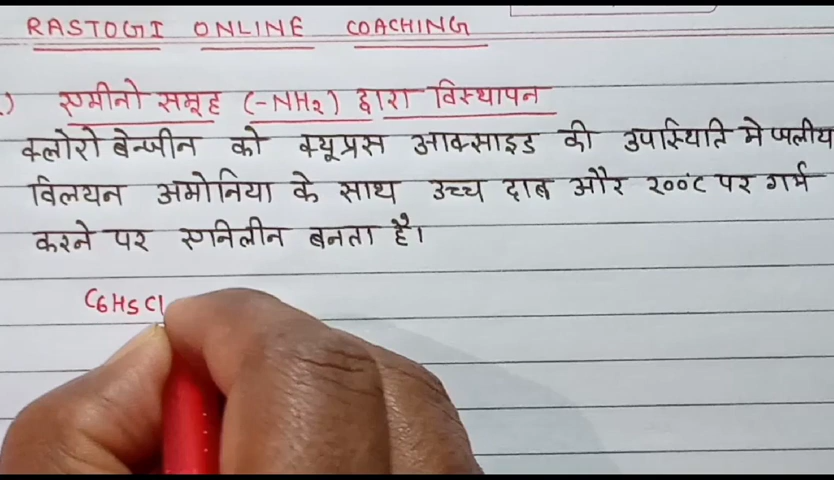 RASTOGI ONLINE COACHING
.) एमीनो समूह (-NH2) द्वारा विस्थापन
क्लोरो बेन्जीन को क्यूप्रस आक्साइड की उपस्थिति मे जलीय
विलयन अमोनिया के साथ उच्च दाब और २००℃ पर गर्म
करने पर एनिलीन बनता है।
C6H5Cl